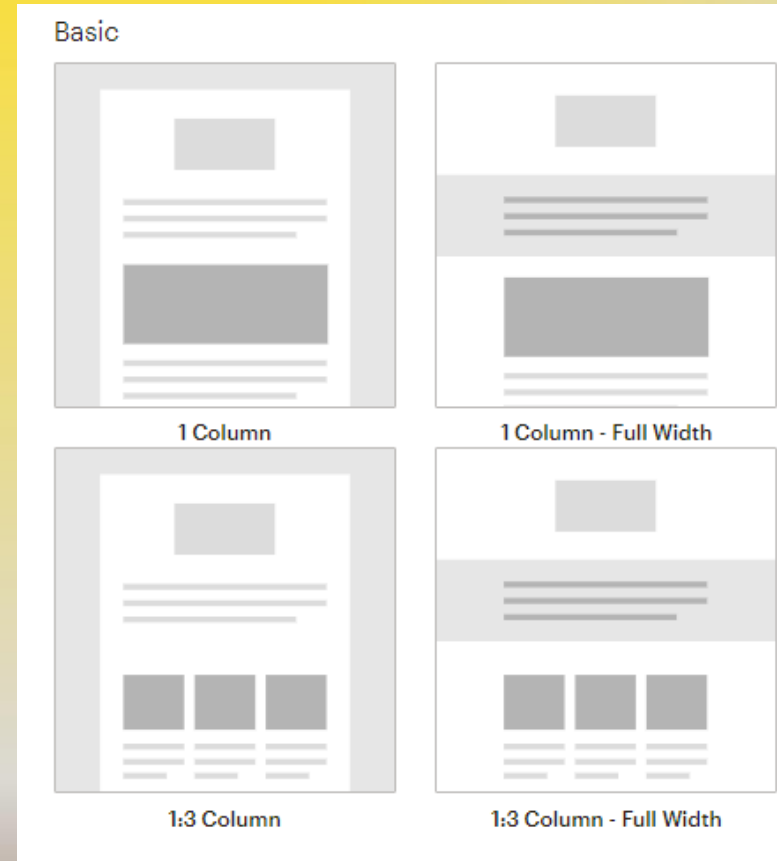 Basic
1 Column
1 Column - Full Width
1:3 Column
1:3 Column - Full Width